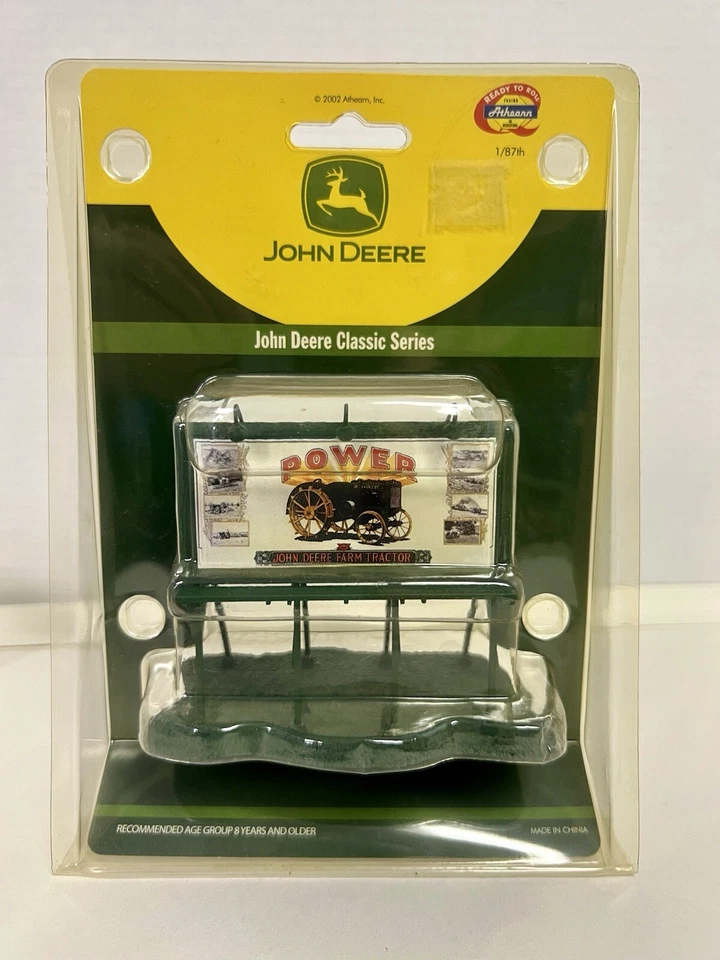 © 2002 Athearn, Inc.
READY TO ROLL
Athearn
1/87th
JOHN DEERE
John Deere Classic Series
POWER
JOHN DEERE FARM TRACTOR
RECOMMENDED AGE GROUP 8 YEARS AND OLDER
MADE IN CHINA